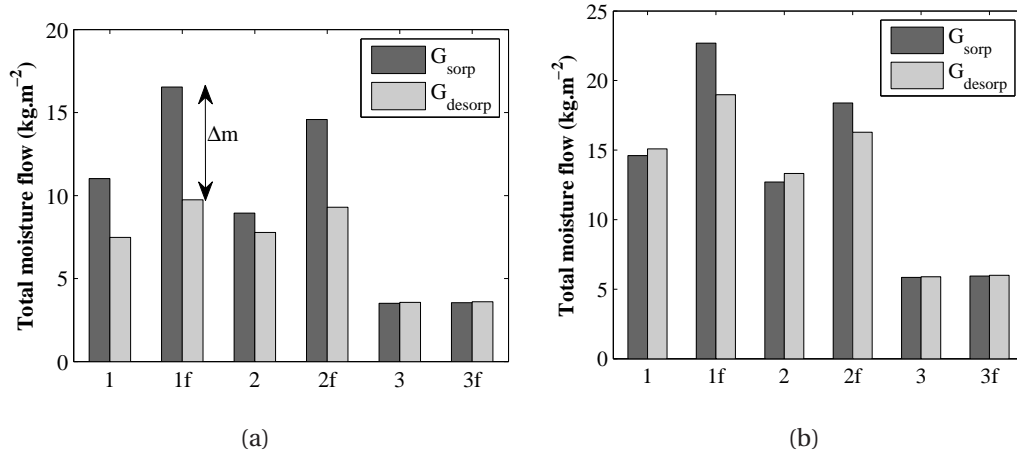 Total moisture flow (kg.m⁻²)
20
15
10
5
0
G_sorp
G_desorp
Δm
1 1f 2 2f 3 3f
(a)
Total moisture flow (kg.m⁻²)
25
20
15
10
5
0
G_sorp
G_desorp
1 1f 2 2f 3 3f
(b)